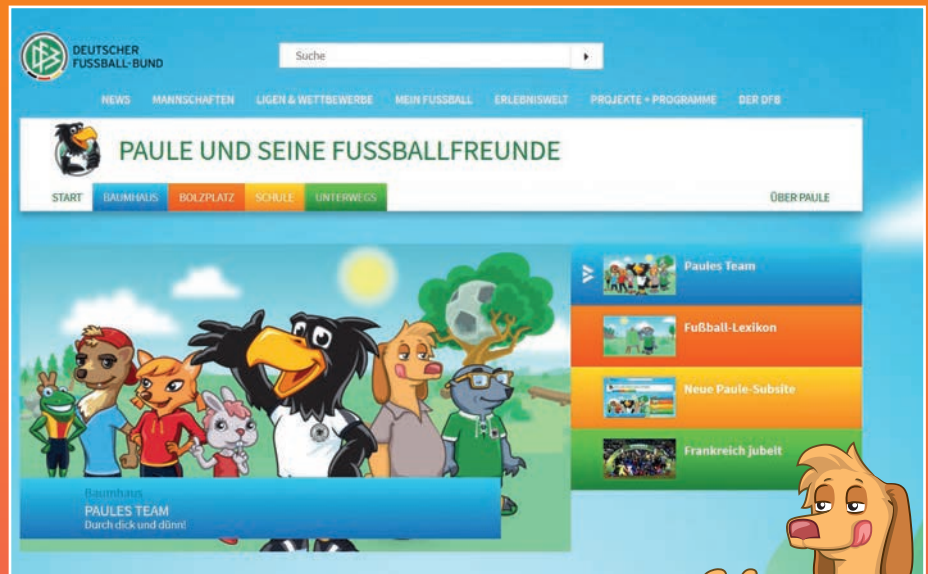 DEUTSCHER
FUSSBALL-BUND
Suche
NEWS MANNSCHAFTEN LIGEN & WETTBEWERBE MEIN FUSSBALL ERLEBNISWELT PROJEKTE + PROGRAMME DER DFB
PAULE UND SEINE FUSSBALLFREUNDE
START BAUMHAUS BOLZPLATZ SCHULE UNTERWEGS ÜBER PAULE
Paules Team
Fußball-Lexikon
Neue Paule-Subsite
Frankreich jubelt
Baumhaus
PAULES TEAM
Durch dick und dünn!